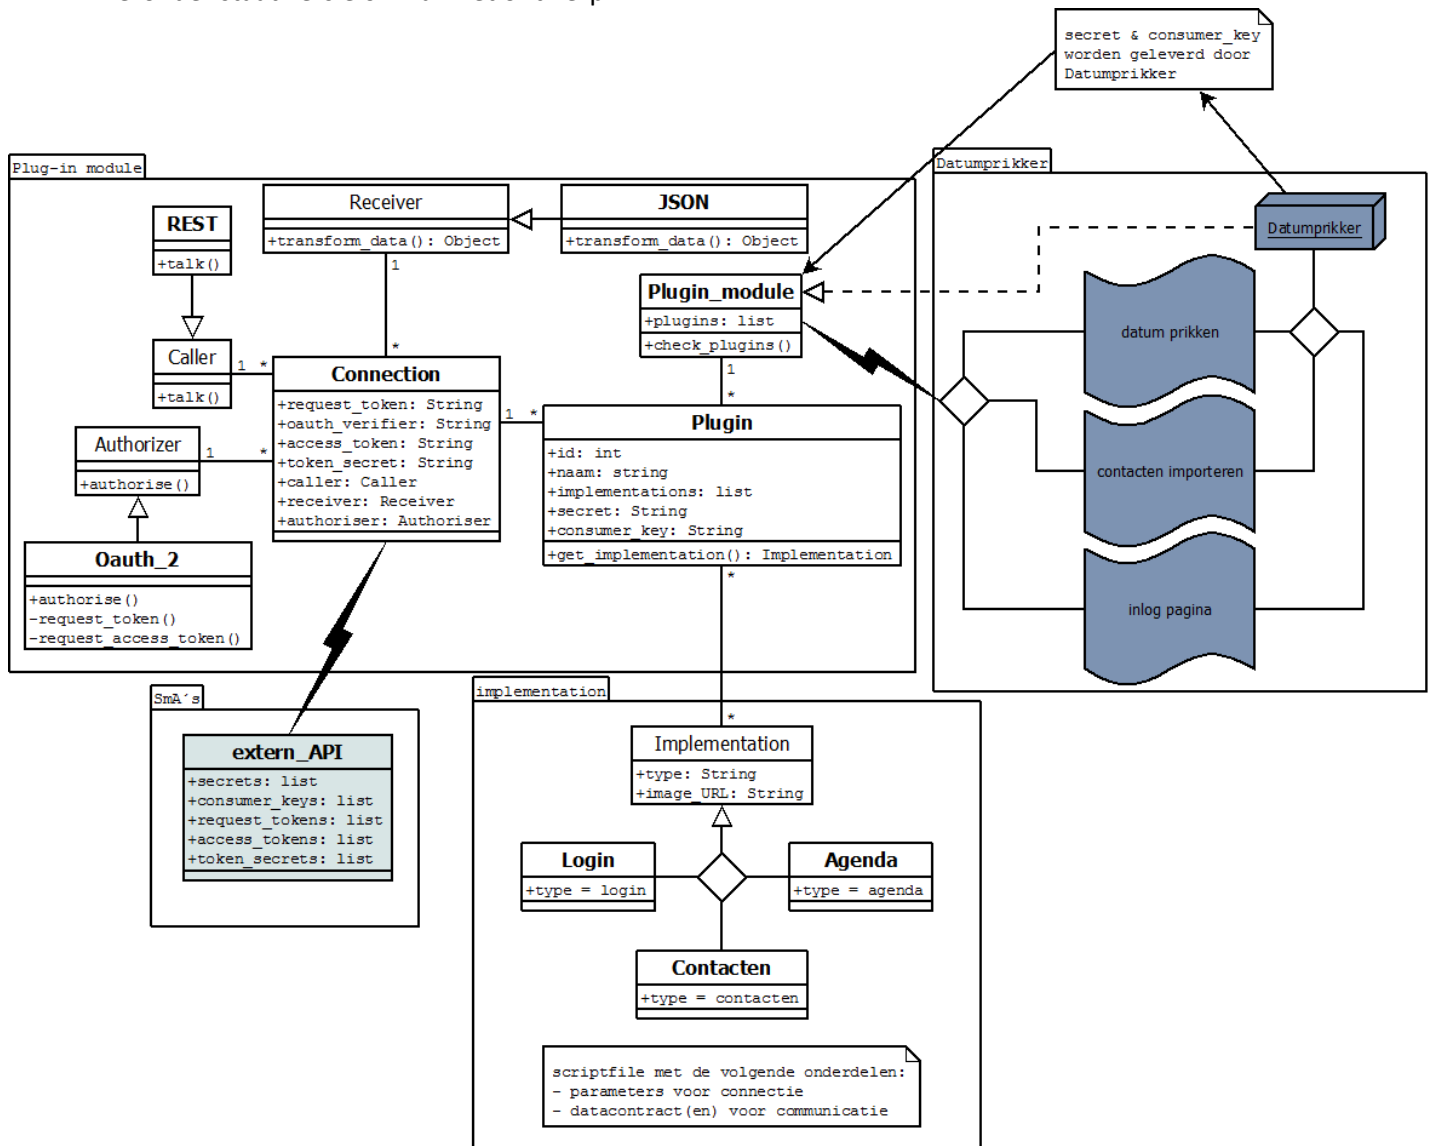 secret & consumer_key
worden geleverd door
Datumprikker
Plug-in module
Receiver
+transform_data(): Object
JSON
+transform_data(): Object
REST
+talk()
1
*
Caller
+talk()
1 *
Authorizer
+authorise()
1 *
Oauth_2
+authorise()
-request_token()
-request_access_token()
Connection
+request_token: String
+oauth_verifier: String
+access_token: String
+token_secret: String
+caller: Caller
+receiver: Receiver
+authoriser: Authoriser
1 *
Plugin_module
+plugins: list
+check_plugins()
1
*
Plugin
+id: int
+naam: string
+implementations: list
+secret: String
+consumer_key: String
+get_implementation(): Implementation
*
Datumprikker
Datumprikker
datum prikken
contacten importeren
inlog pagina
SmA´s
extern_API
+secrets: list
+consumer_keys: list
+request_tokens: list
+access_tokens: list
+token_secrets: list
implementation
*
Implementation
+type: String
+image_URL: String
Login
+type = login
Agenda
+type = agenda
Contacten
+type = contacten
scriptfile met de volgende onderdelen:
- parameters voor connectie
- datacontract(en) voor communicatie